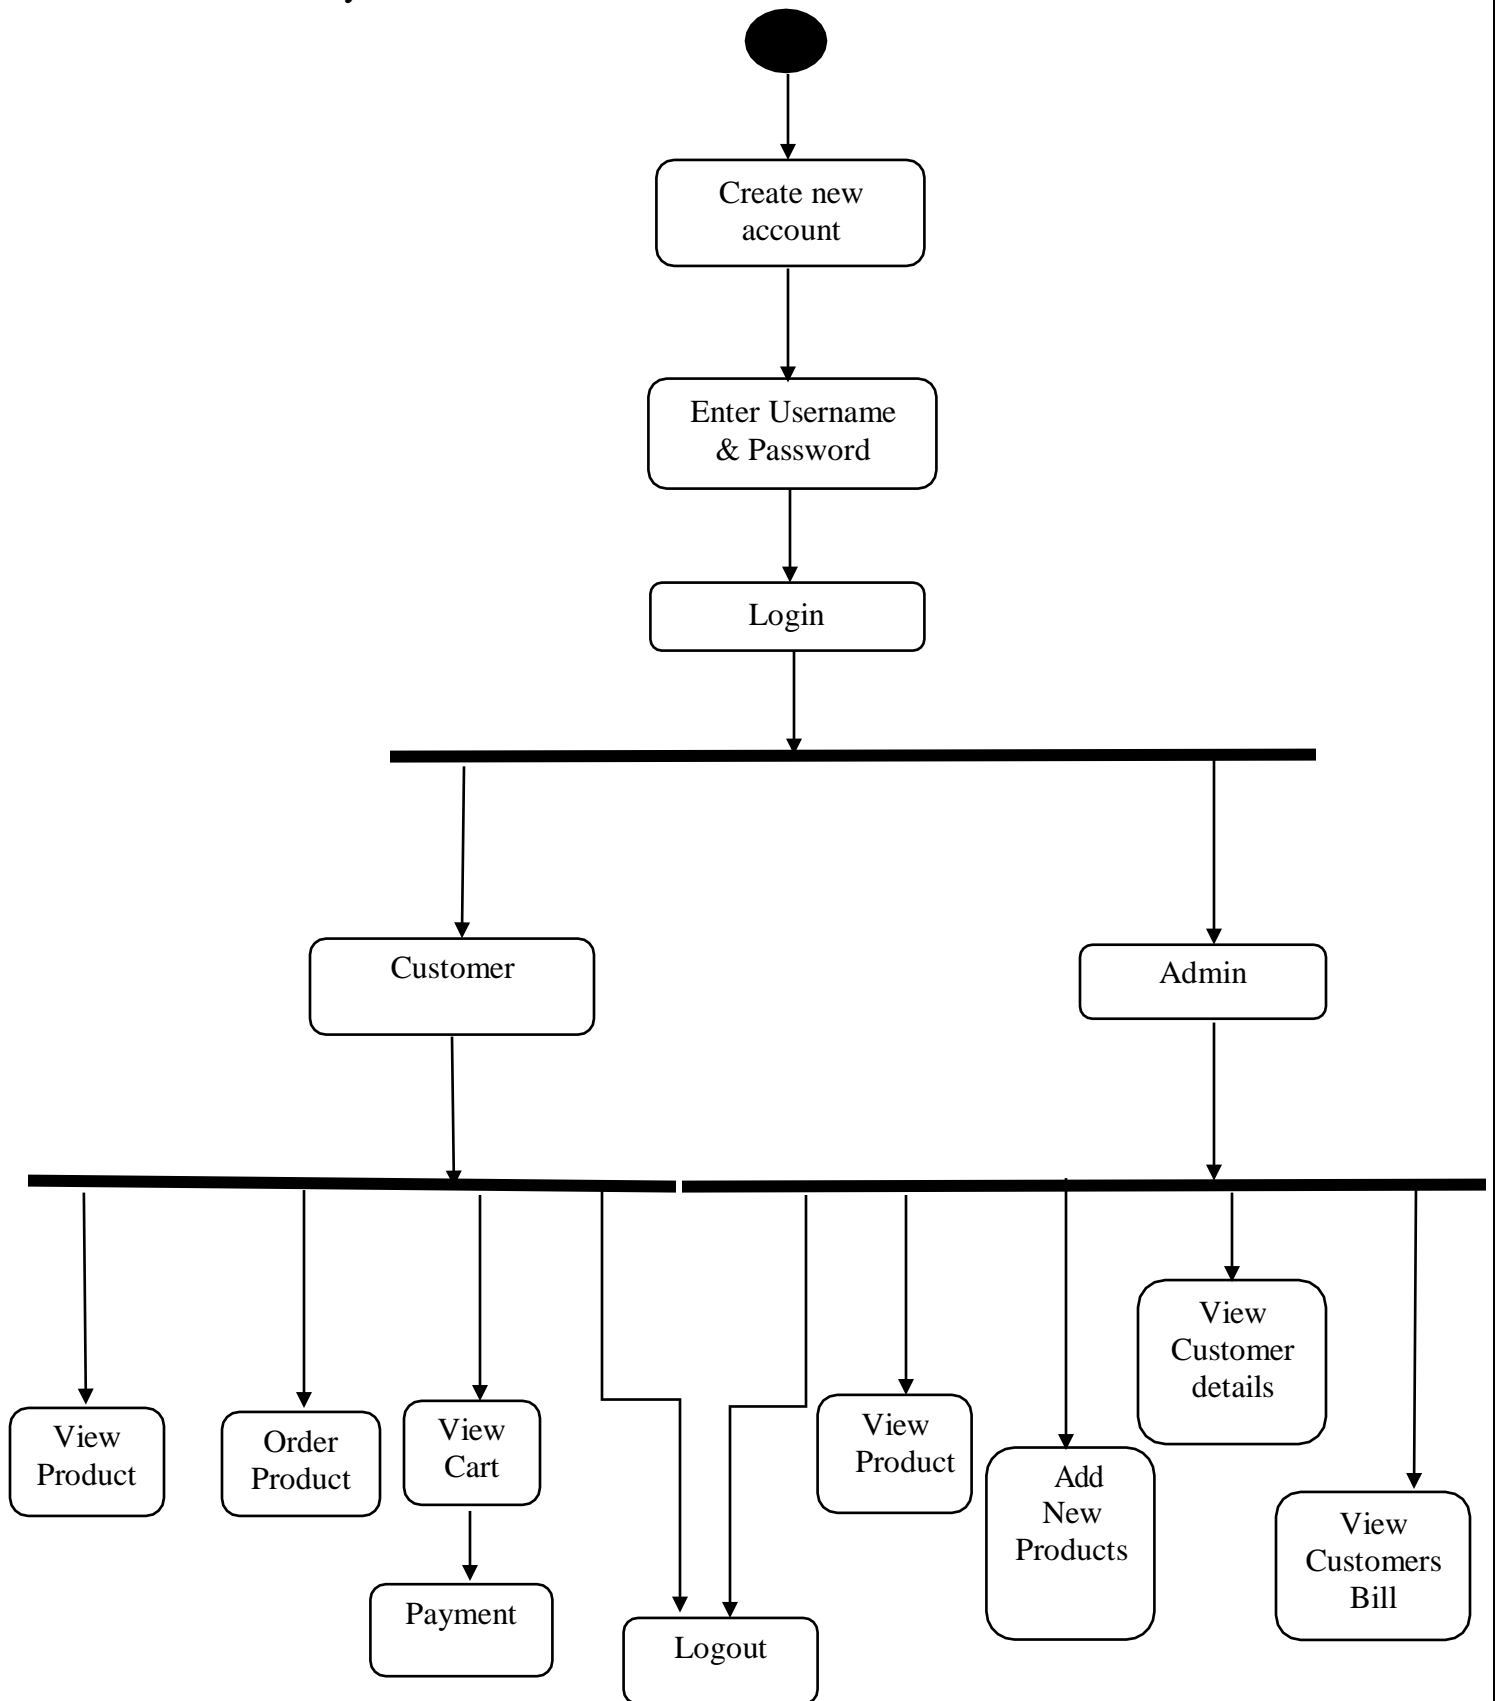 Create new
account
Enter Username
& Password
Login
Customer
Admin
View
Product
Order
Product
View
Cart
Payment
Logout
View
Product
Add
New
Products
View
Customer
details
View
Customers
Bill